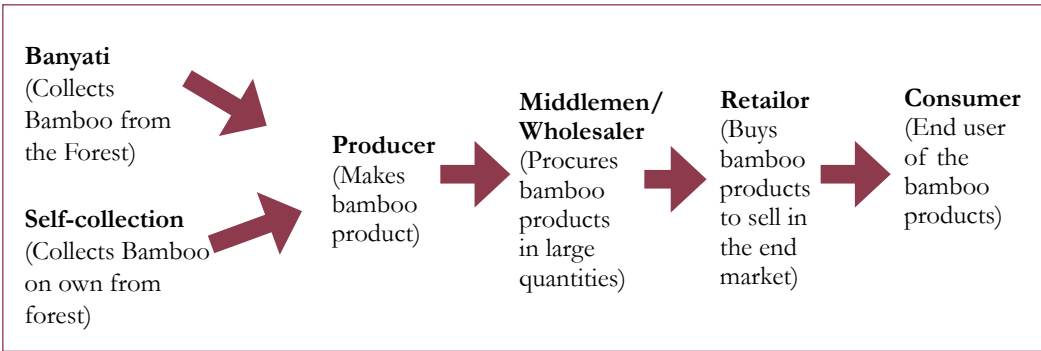 Banyati
(Collects
Bamboo from
the Forest)
Self-collection
(Collects Bamboo
on own from
forest)
Producer
(Makes
bamboo
product)
Middlemen/
Wholesaler
(Procures
bamboo
products
in large
quantities)
Retailor
(Buys
bamboo
products
to sell in
the end
market)
Consumer
(End user
of the
bamboo
products)